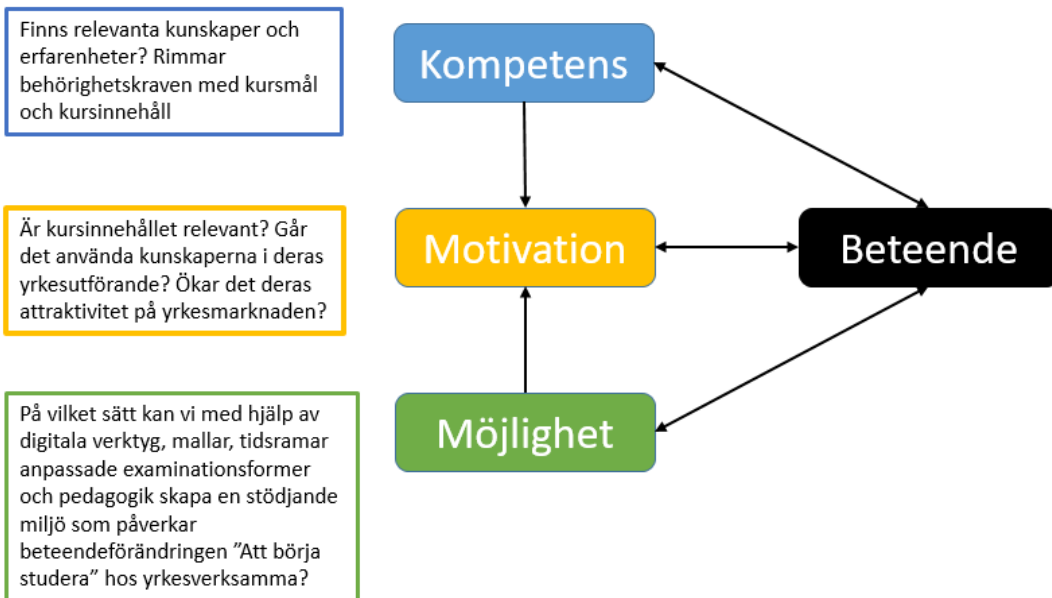 Finns relevanta kunskaper och
erfarenheter? Rimmar
behörighetskraven med kursmål
och kursinnehåll
Kompetens
Är kursinnehållet relevant? Går
det använda kunskaperna i deras
yrkesutförande? Ökar det deras
attraktivitet på yrkesmarknaden?
Motivation
Beteende
På vilket sätt kan vi med hjälp av
digitala verktyg, mallar, tidsramar
anpassade examinationsformer
och pedagogik skapa en stödjande
miljö som påverkar
beteendeförändringen ”Att börja
studera” hos yrkesverksamma?
Möjlighet